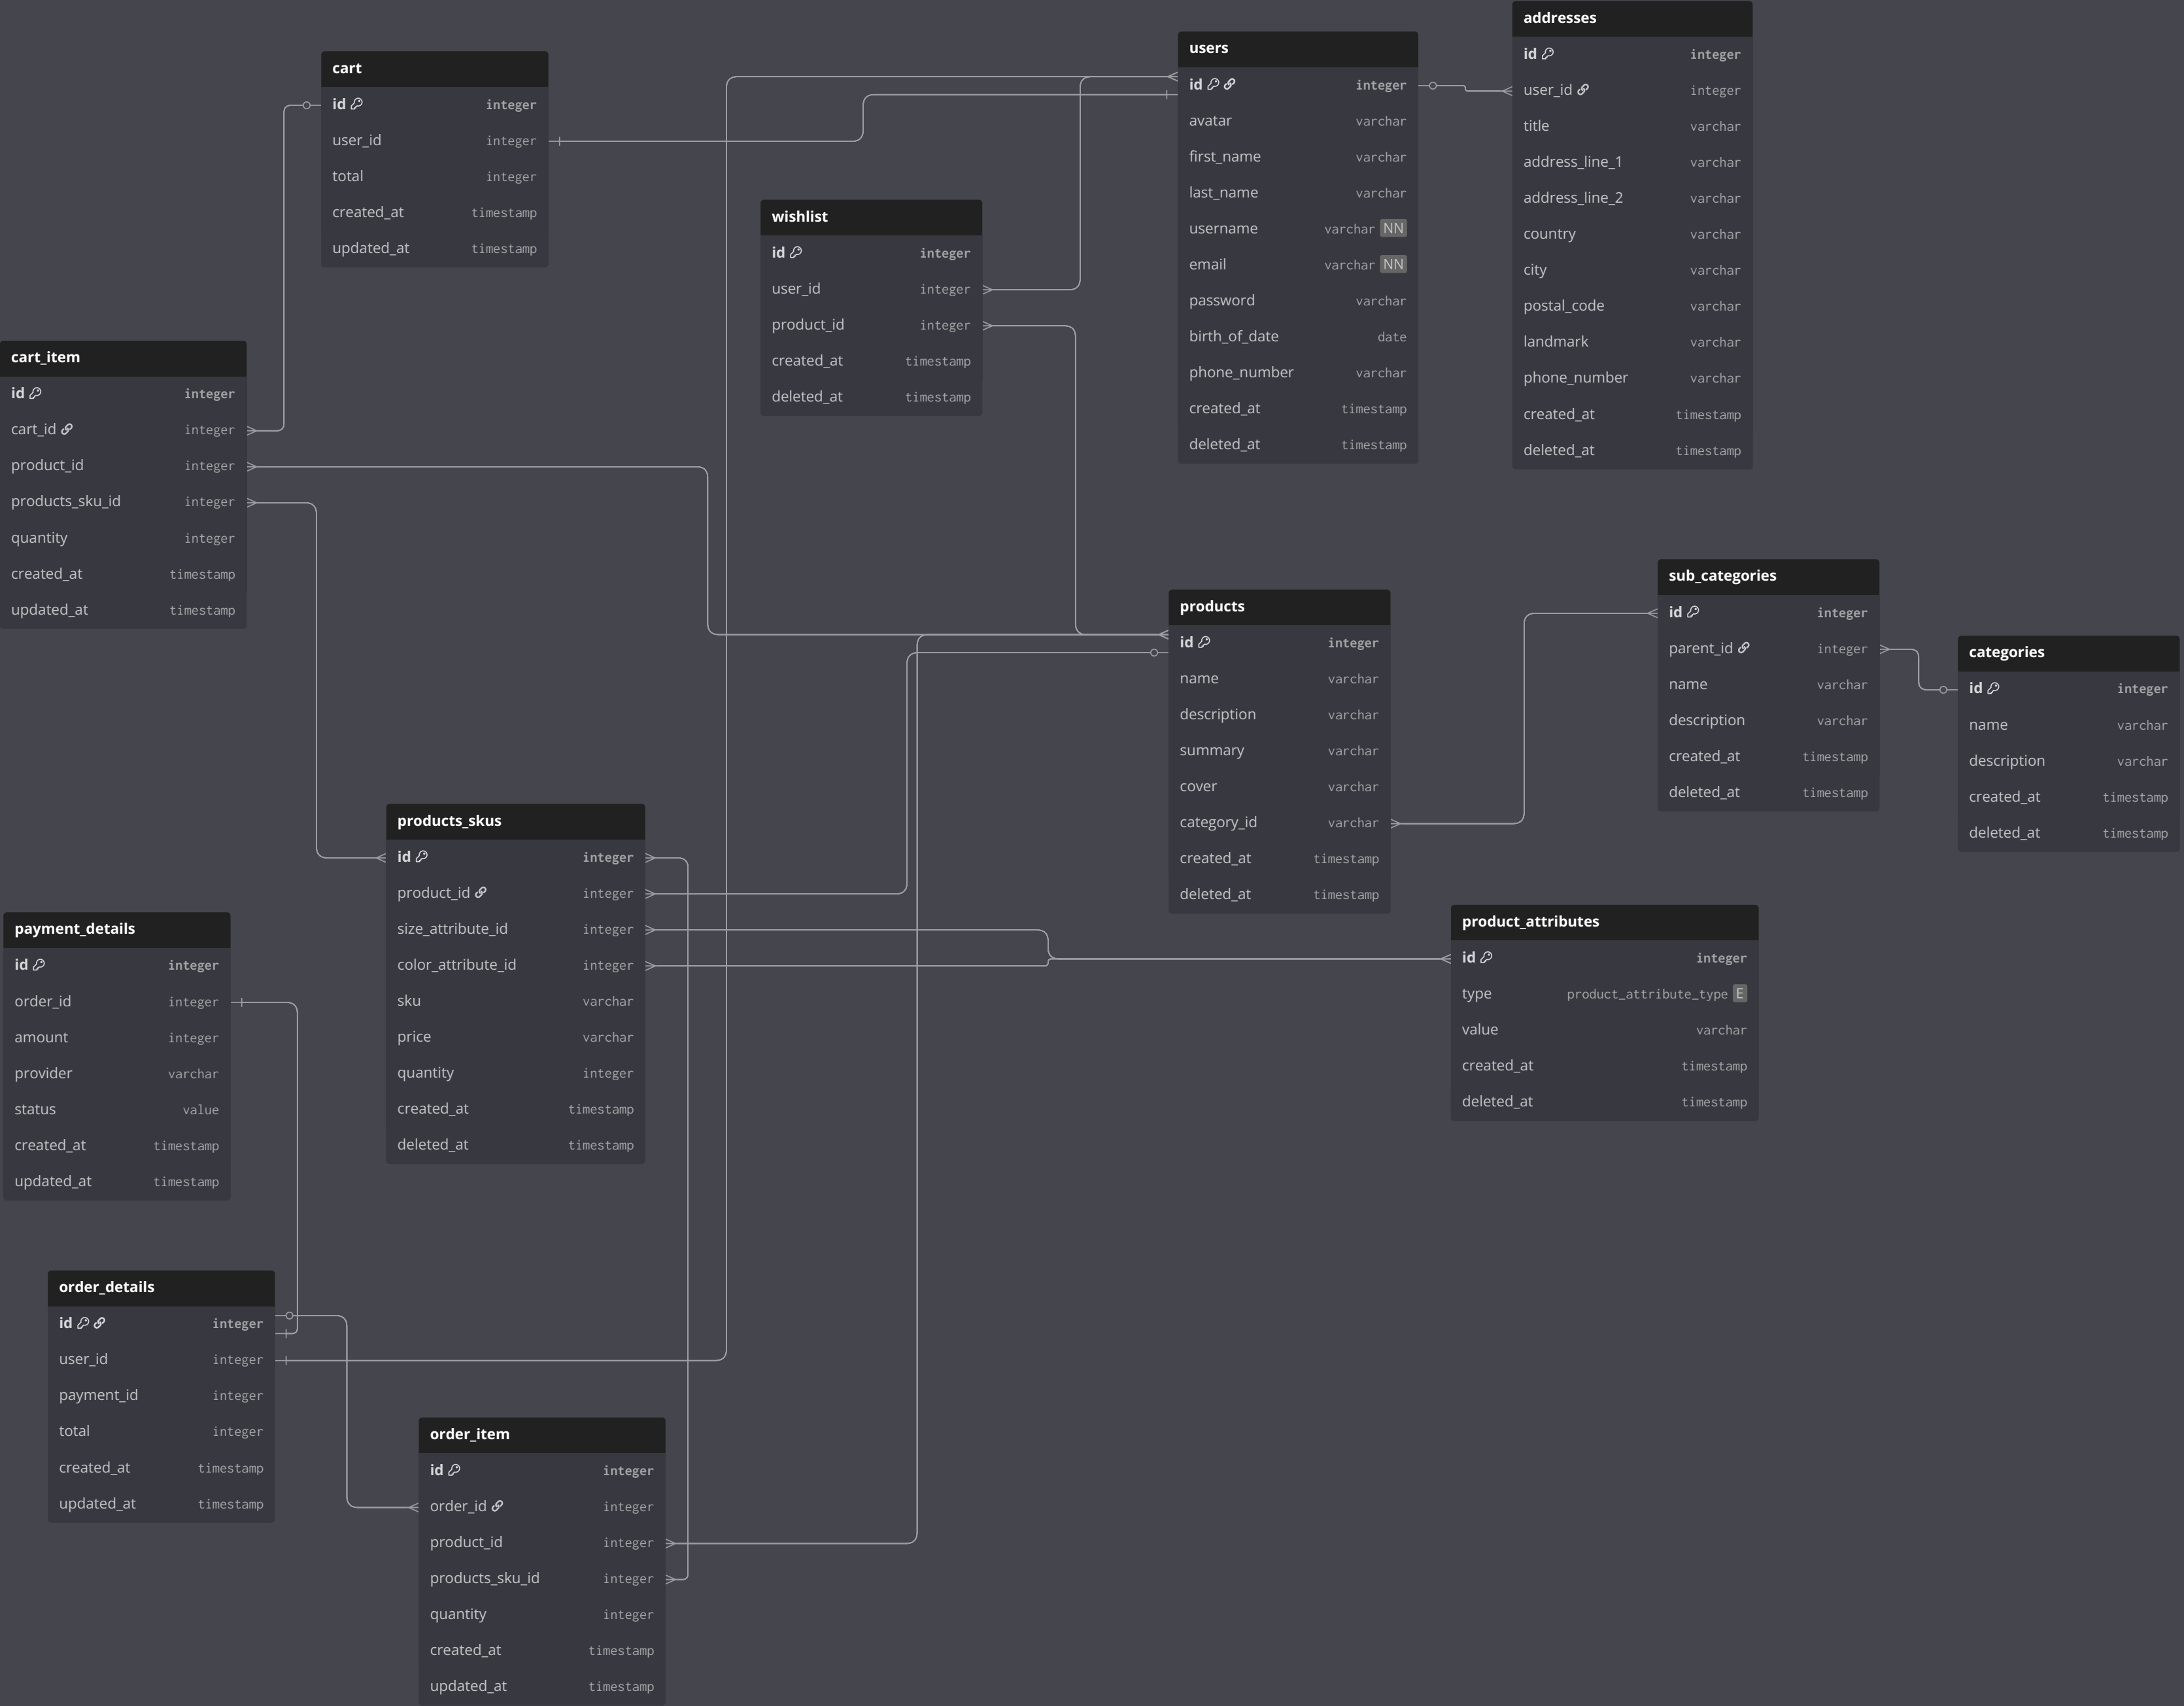 addresses
id integer
user_id integer
title varchar
address_line_1 varchar
address_line_2 varchar
country varchar
city varchar
postal_code varchar
landmark varchar
phone_number varchar
created_at timestamp
deleted_at timestamp
users
id integer
avatar varchar
first_name varchar
last_name varchar
username varchar NN
email varchar NN
password varchar
birth_of_date date
phone_number varchar
created_at timestamp
deleted_at timestamp
cart
id integer
user_id integer
total integer
created_at timestamp
updated_at timestamp
wishlist
id integer
user_id integer
product_id integer
created_at timestamp
deleted_at timestamp
cart_item
id integer
cart_id integer
product_id integer
products_sku_id integer
quantity integer
created_at timestamp
updated_at timestamp
sub_categories
id integer
parent_id integer
name varchar
description varchar
created_at timestamp
deleted_at timestamp
products
id integer
name varchar
description varchar
summary varchar
cover varchar
category_id varchar
created_at timestamp
deleted_at timestamp
categories
id integer
name varchar
description varchar
created_at timestamp
deleted_at timestamp
products_skus
id integer
product_id integer
size_attribute_id integer
color_attribute_id integer
sku varchar
price varchar
quantity integer
created_at timestamp
deleted_at timestamp
product_attributes
id integer
type product_attribute_type E
value varchar
created_at timestamp
deleted_at timestamp
payment_details
id integer
order_id integer
amount integer
provider varchar
status value
created_at timestamp
updated_at timestamp
order_details
id integer
user_id integer
payment_id integer
total integer
created_at timestamp
updated_at timestamp
order_item
id integer
order_id integer
product_id integer
products_sku_id integer
quantity integer
created_at timestamp
updated_at timestamp